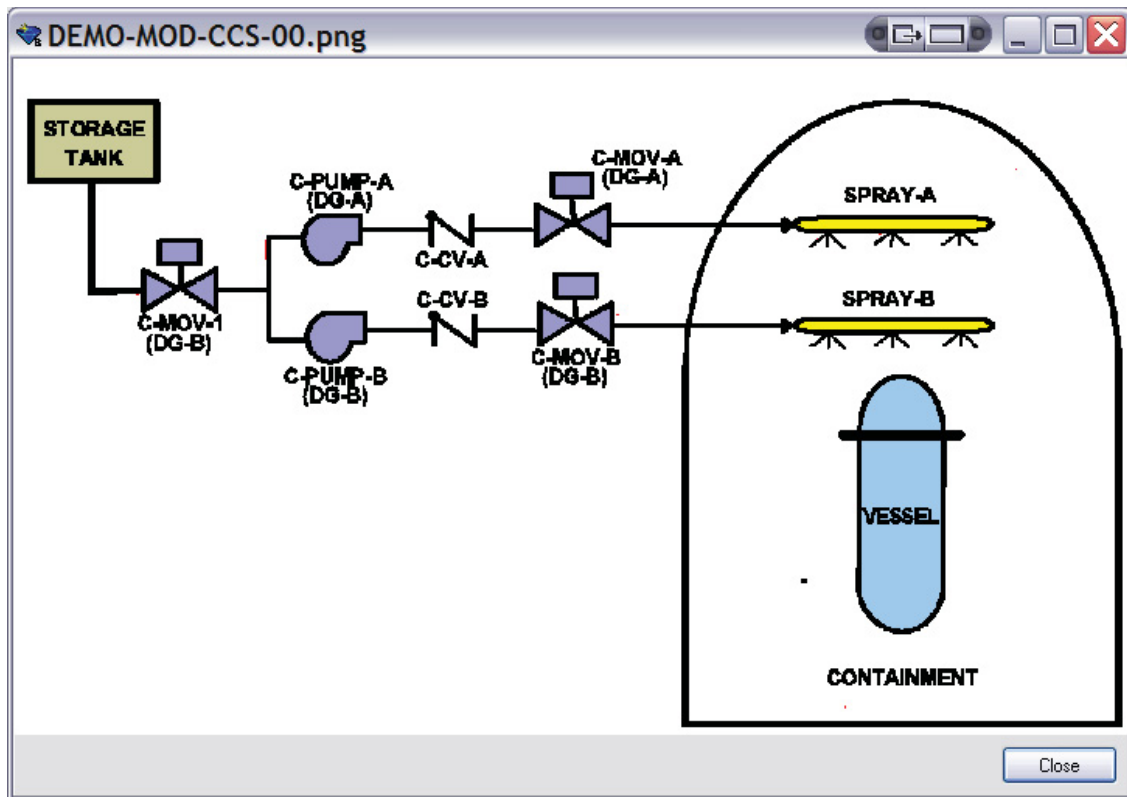 DEMO-MOD-CCS-00.png
STORAGE
TANK
C-PUMP-A
(DG-A)
C-MOV-A
(DG-A)
SPRAY-A
C-CV-A
C-MOV-1
(DG-B)
C-CV-B
SPRAY-B
C-PUMP-B
(DG-B)
C-MOV-B
(DG-B)
VESSEL
CONTAINMENT
Close